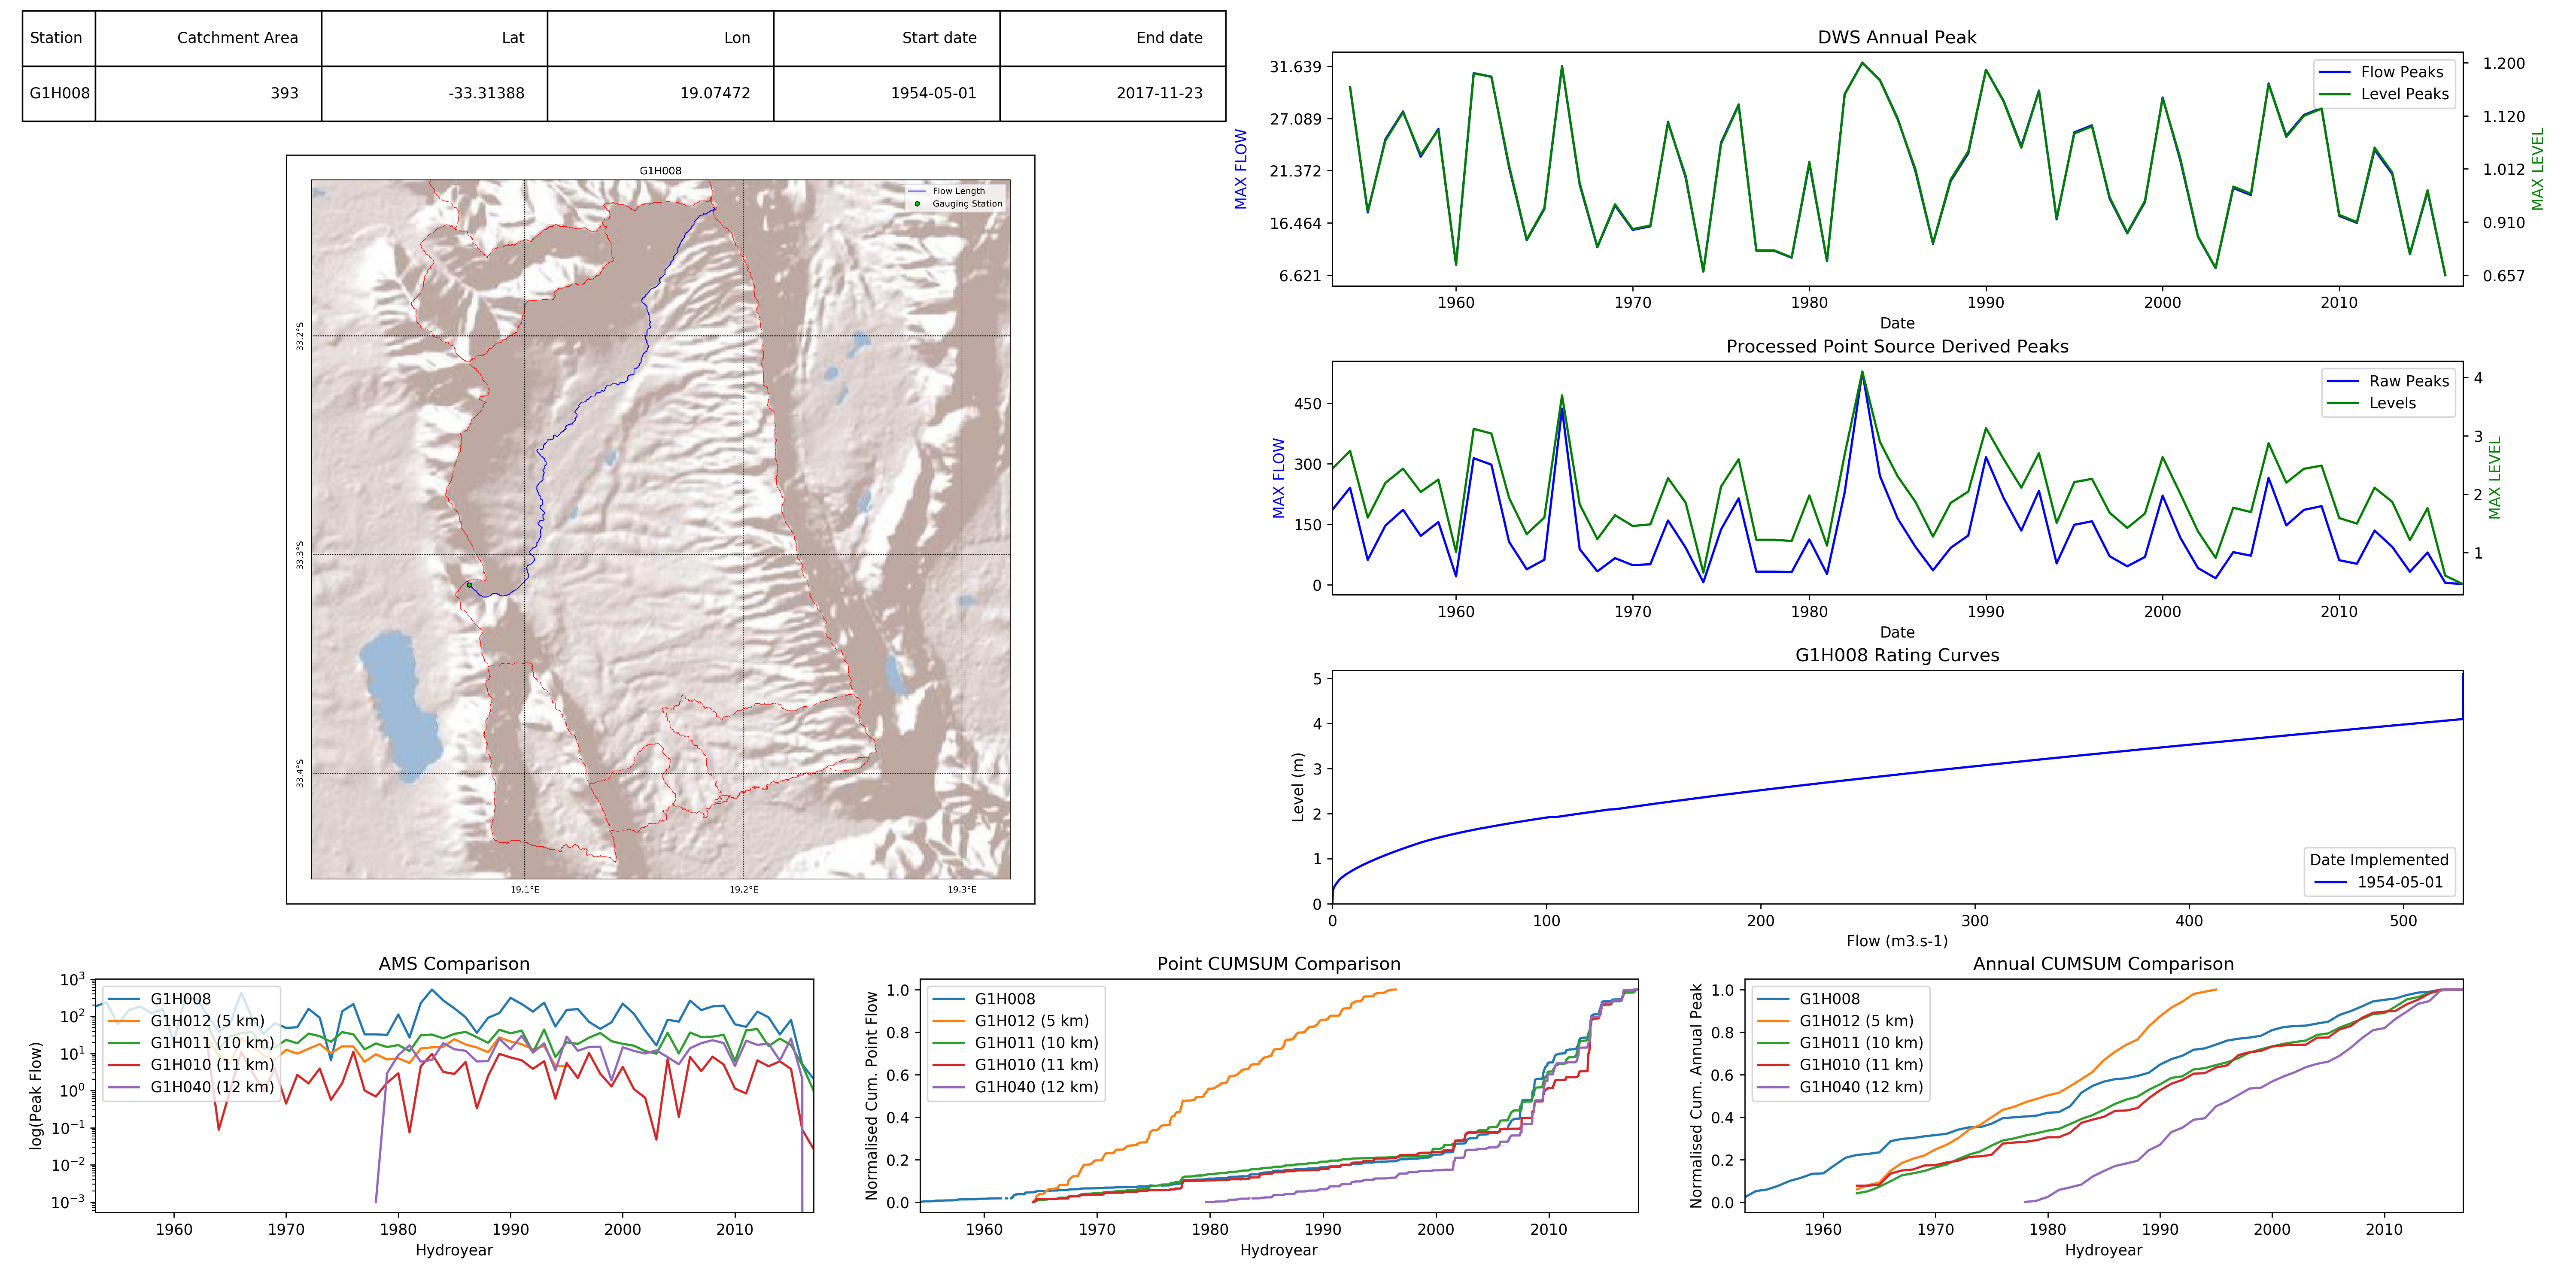 Station Catchment Area Lat Lon Start date End date
G1H008 393 -33.31388 19.07472 1954-05-01 2017-11-23
G1H008
Flow Length
Gauging Station
33.2°S
33.3°S
33.4°S
19.1°E 19.2°E 19.3°E
DWS Annual Peak
Flow Peaks
Level Peaks
MAX FLOW
31.639
27.089
21.372
16.464
6.621
1.200
1.120
1.012
0.910
0.657
MAX LEVEL
1960 1970 1980 1990 2000 2010
Date
Processed Point Source Derived Peaks
Raw Peaks
Levels
MAX FLOW
450
300
150
0
4
3
2
1
MAX LEVEL
1960 1970 1980 1990 2000 2010
Date
G1H008 Rating Curves
Level (m)
5
4
3
2
1
0
Date Implemented
1954-05-01
0 100 200 300 400 500
Flow (m3.s-1)
AMS Comparison
log(Peak Flow)
10³
10²
10¹
10⁰
10⁻¹
10⁻²
10⁻³
G1H008
G1H012 (5 km)
G1H011 (10 km)
G1H010 (11 km)
G1H040 (12 km)
1960 1970 1980 1990 2000 2010
Hydroyear
Point CUMSUM Comparison
Normalised Cum. Point Flow
1.0
0.8
0.6
0.4
0.2
0.0
G1H008
G1H012 (5 km)
G1H011 (10 km)
G1H010 (11 km)
G1H040 (12 km)
1960 1970 1980 1990 2000 2010
Hydroyear
Annual CUMSUM Comparison
Normalised Cum. Annual Peak
1.0
0.8
0.6
0.4
0.2
0.0
G1H008
G1H012 (5 km)
G1H011 (10 km)
G1H010 (11 km)
G1H040 (12 km)
1960 1970 1980 1990 2000 2010
Hydroyear